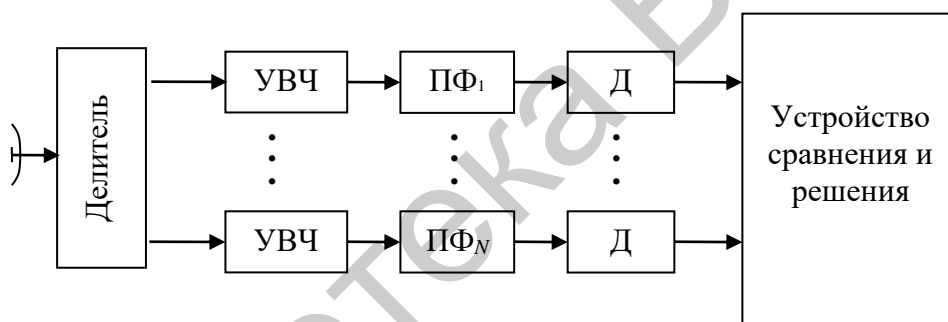 Делитель
УВЧ
ПФ₁
Д
УВЧ
ПФN
Д
Устройство
сравнения и
решения